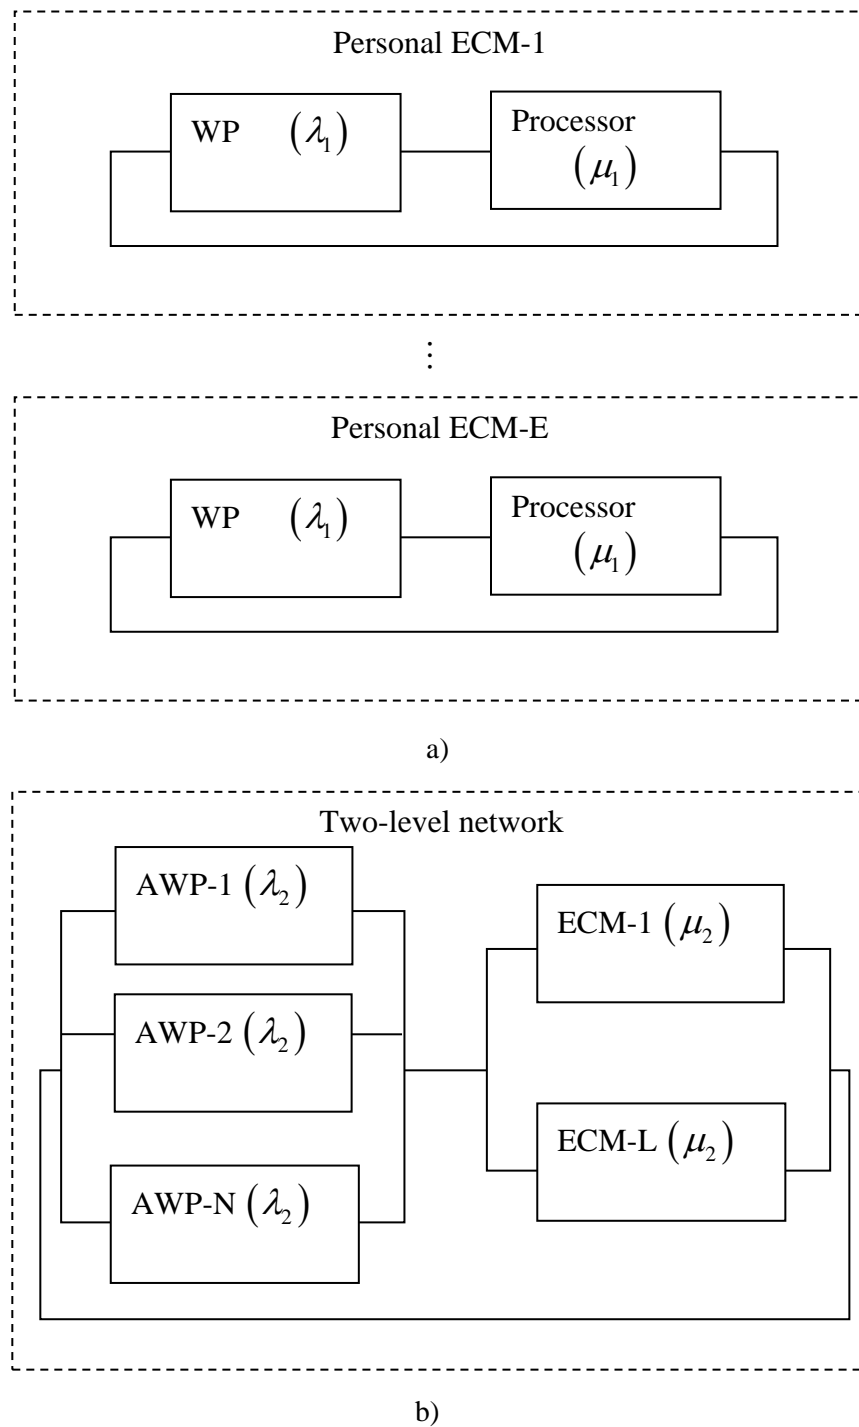 Personal ECM-1
WP (λ₁)
Processor
(μ₁)
⋮
Personal ECM-E
WP (λ₁)
Processor
(μ₁)
a)
Two-level network
AWP-1 (λ₂)
ECM-1 (μ₂)
AWP-2 (λ₂)
ECM-L (μ₂)
AWP-N (λ₂)
b)